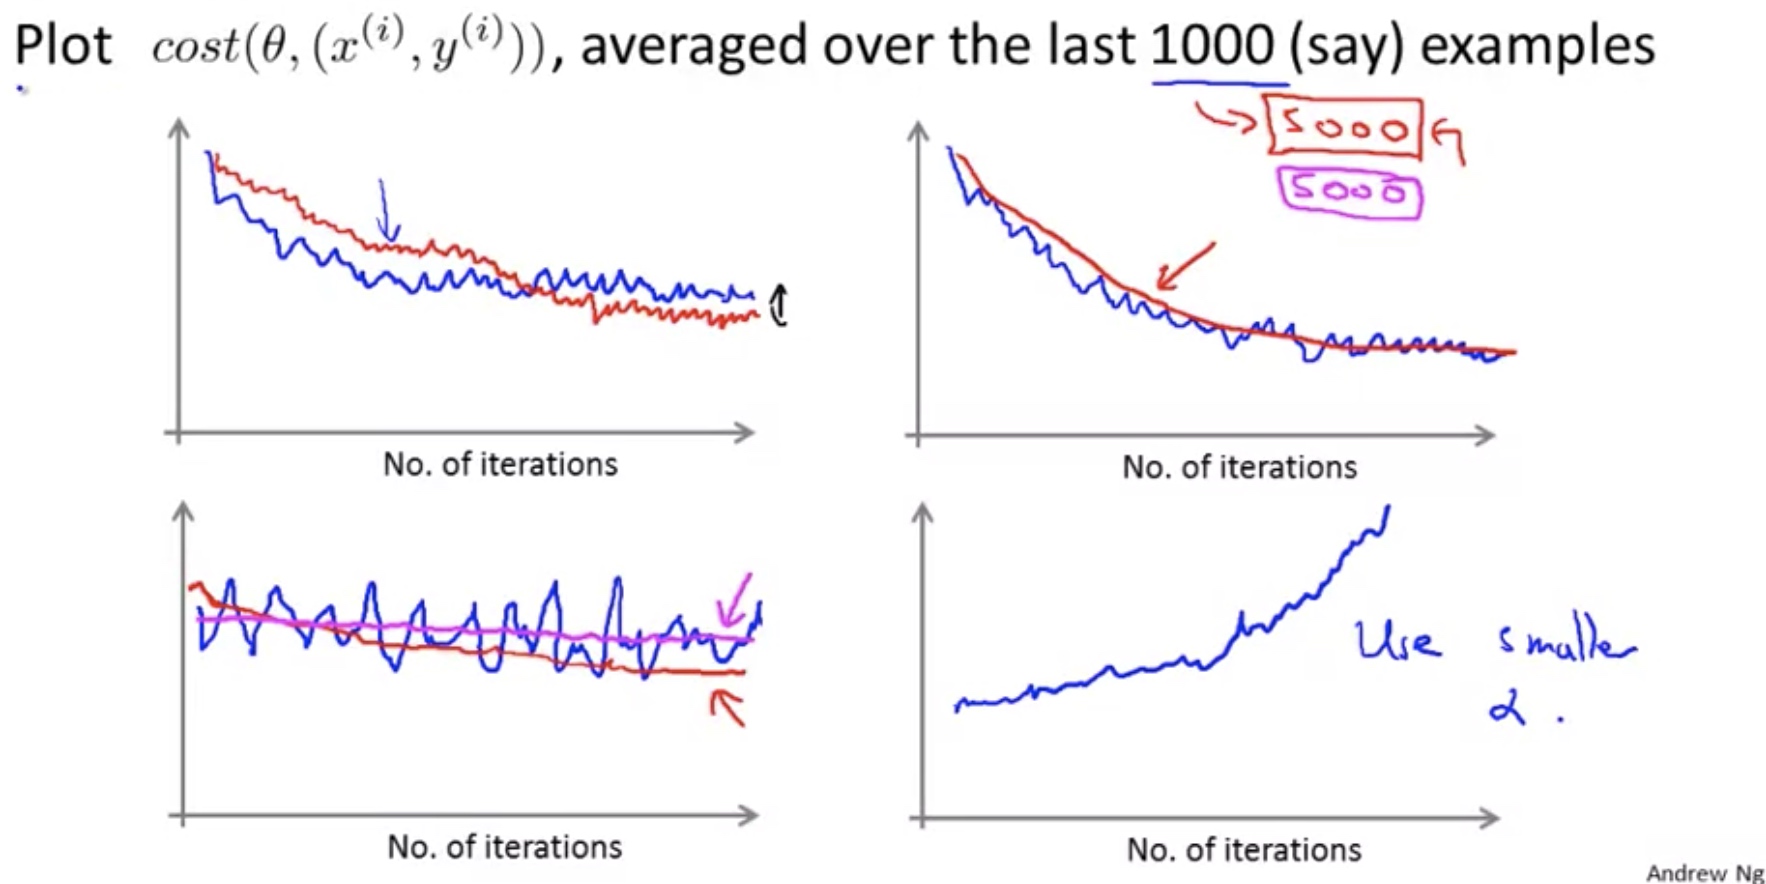 Plot cost(θ, (x⁽ⁱ⁾, y⁽ⁱ⁾)), averaged over the last 1000 (say) examples
5000
5000
No. of iterations
No. of iterations
Use smaller
α.
No. of iterations
No. of iterations
Andrew Ng